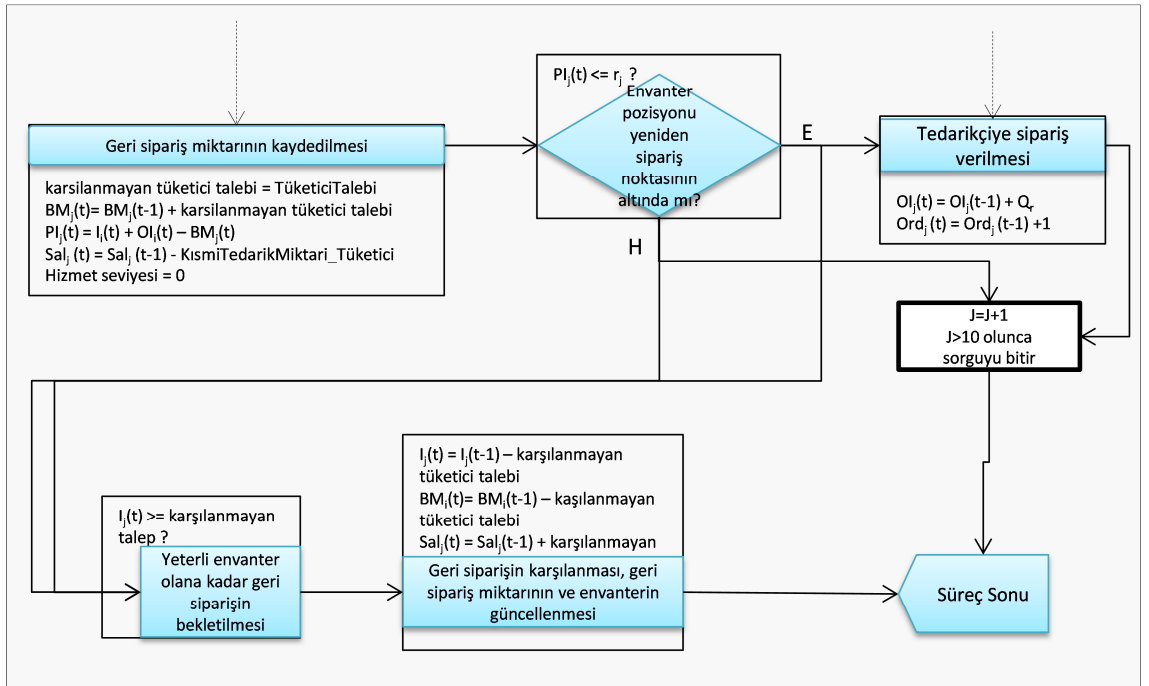 Geri sipariş miktarının kaydedilmesi
karsilanmayan tüketici talebi = TüketiciTalebi
BMj(t)= BMj(t-1) + karsilanmayan tüketici talebi
PIj(t) = Ii(t) + OIi(t) – BMj(t)
Salj (t) = Salj (t-1) - KısmiTedarikMiktari_Tüketici
Hizmet seviyesi = 0
PIj(t) <= rj ?
Envanter
pozisyonu
yeniden
sipariş
noktasının
altında mı?
E
H
Tedarikçiye sipariş
verilmesi
OIj(t) = OIj(t-1) + Qr
Ordj (t) = Ordj (t-1) +1
J=J+1
J>10 olunca
sorguyu bitir
Ij(t) >= karşılanmayan
talep ?
Yeterli envanter
olana kadar geri
siparişin
bekletilmesi
Ij(t) = Ij(t-1) – karşılanmayan
tüketici talebi
BMi(t)= BMi(t-1) – kaşılanmayan
tüketici talebi
Salj(t) = Salj(t-1) + karşılanmayan
Geri siparişin karşılanması, geri
sipariş miktarının ve envanterin
güncellenmesi
Süreç Sonu